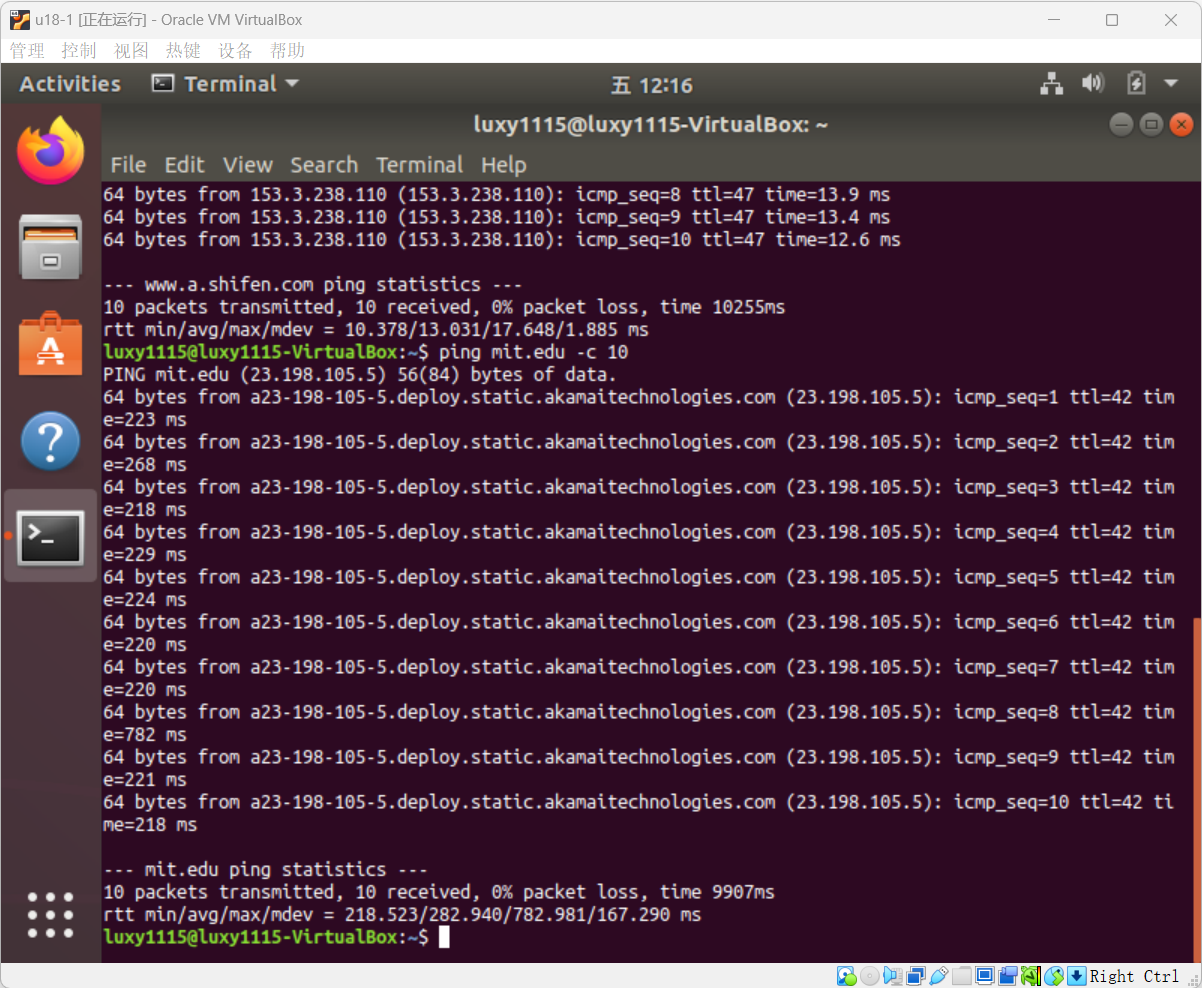 u18-1 [正在运行] - Oracle VM VirtualBox
管理 控制 视图 热键 设备 帮助
Activities Terminal 五 12:16
luxy1115@luxy1115-VirtualBox: ~
File Edit View Search Terminal Help
64 bytes from 153.3.238.110 (153.3.238.110): icmp_seq=8 ttl=47 time=13.9 ms
64 bytes from 153.3.238.110 (153.3.238.110): icmp_seq=9 ttl=47 time=13.4 ms
64 bytes from 153.3.238.110 (153.3.238.110): icmp_seq=10 ttl=47 time=12.6 ms
--- www.a.shifen.com ping statistics ---
10 packets transmitted, 10 received, 0% packet loss, time 10255ms
rtt min/avg/max/mdev = 10.378/13.031/17.648/1.885 ms
luxy1115@luxy1115-VirtualBox:~$ ping mit.edu -c 10
PING mit.edu (23.198.105.5) 56(84) bytes of data.
64 bytes from a23-198-105-5.deploy.static.akamaitechnologies.com (23.198.105.5): icmp_seq=1 ttl=42 tim
e=223 ms
64 bytes from a23-198-105-5.deploy.static.akamaitechnologies.com (23.198.105.5): icmp_seq=2 ttl=42 tim
e=268 ms
64 bytes from a23-198-105-5.deploy.static.akamaitechnologies.com (23.198.105.5): icmp_seq=3 ttl=42 tim
e=218 ms
64 bytes from a23-198-105-5.deploy.static.akamaitechnologies.com (23.198.105.5): icmp_seq=4 ttl=42 tim
e=229 ms
64 bytes from a23-198-105-5.deploy.static.akamaitechnologies.com (23.198.105.5): icmp_seq=5 ttl=42 tim
e=224 ms
64 bytes from a23-198-105-5.deploy.static.akamaitechnologies.com (23.198.105.5): icmp_seq=6 ttl=42 tim
e=220 ms
64 bytes from a23-198-105-5.deploy.static.akamaitechnologies.com (23.198.105.5): icmp_seq=7 ttl=42 tim
e=220 ms
64 bytes from a23-198-105-5.deploy.static.akamaitechnologies.com (23.198.105.5): icmp_seq=8 ttl=42 tim
e=782 ms
64 bytes from a23-198-105-5.deploy.static.akamaitechnologies.com (23.198.105.5): icmp_seq=9 ttl=42 tim
e=221 ms
64 bytes from a23-198-105-5.deploy.static.akamaitechnologies.com (23.198.105.5): icmp_seq=10 ttl=42 ti
me=218 ms
--- mit.edu ping statistics ---
10 packets transmitted, 10 received, 0% packet loss, time 9907ms
rtt min/avg/max/mdev = 218.523/282.940/782.981/167.290 ms
luxy1115@luxy1115-VirtualBox:~$
Right Ctrl